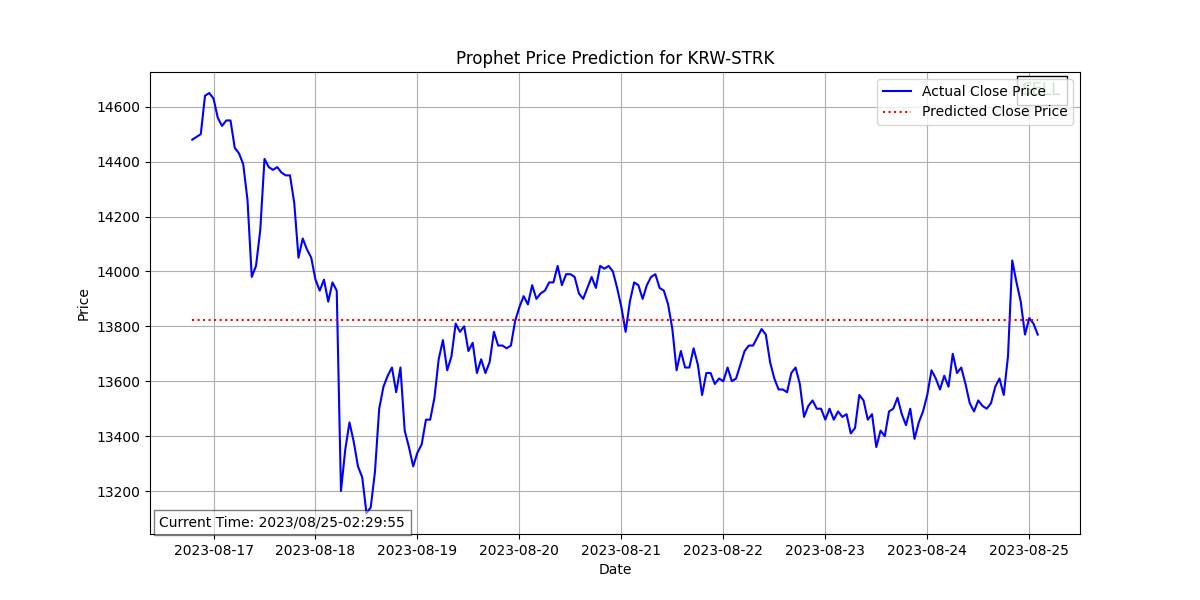 Prophet Price Prediction for KRW-STRK
SELL
Actual Close Price
Predicted Close Price
Price
14600
14400
14200
14000
13800
13600
13400
13200
Current Time: 2023/08/25-02:29:55
2023-08-17
2023-08-18
2023-08-19
2023-08-20
2023-08-21
2023-08-22
2023-08-23
2023-08-24
2023-08-25
Date